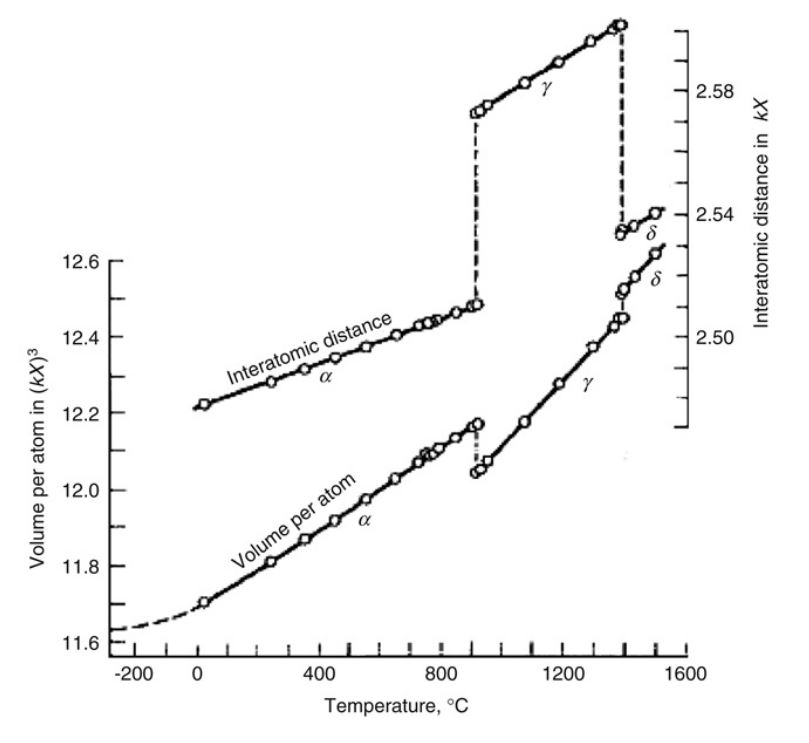 γ
2.58
Interatomic distance in kX
2.54
δ
12.6
δ
Interatomic distance
12.4
2.50
α
γ
Volume per atom in (kX)³
12.2
12.0
Volume per atom
α
11.8
11.6
-200 0 400 800 1200 1600
Temperature, °C